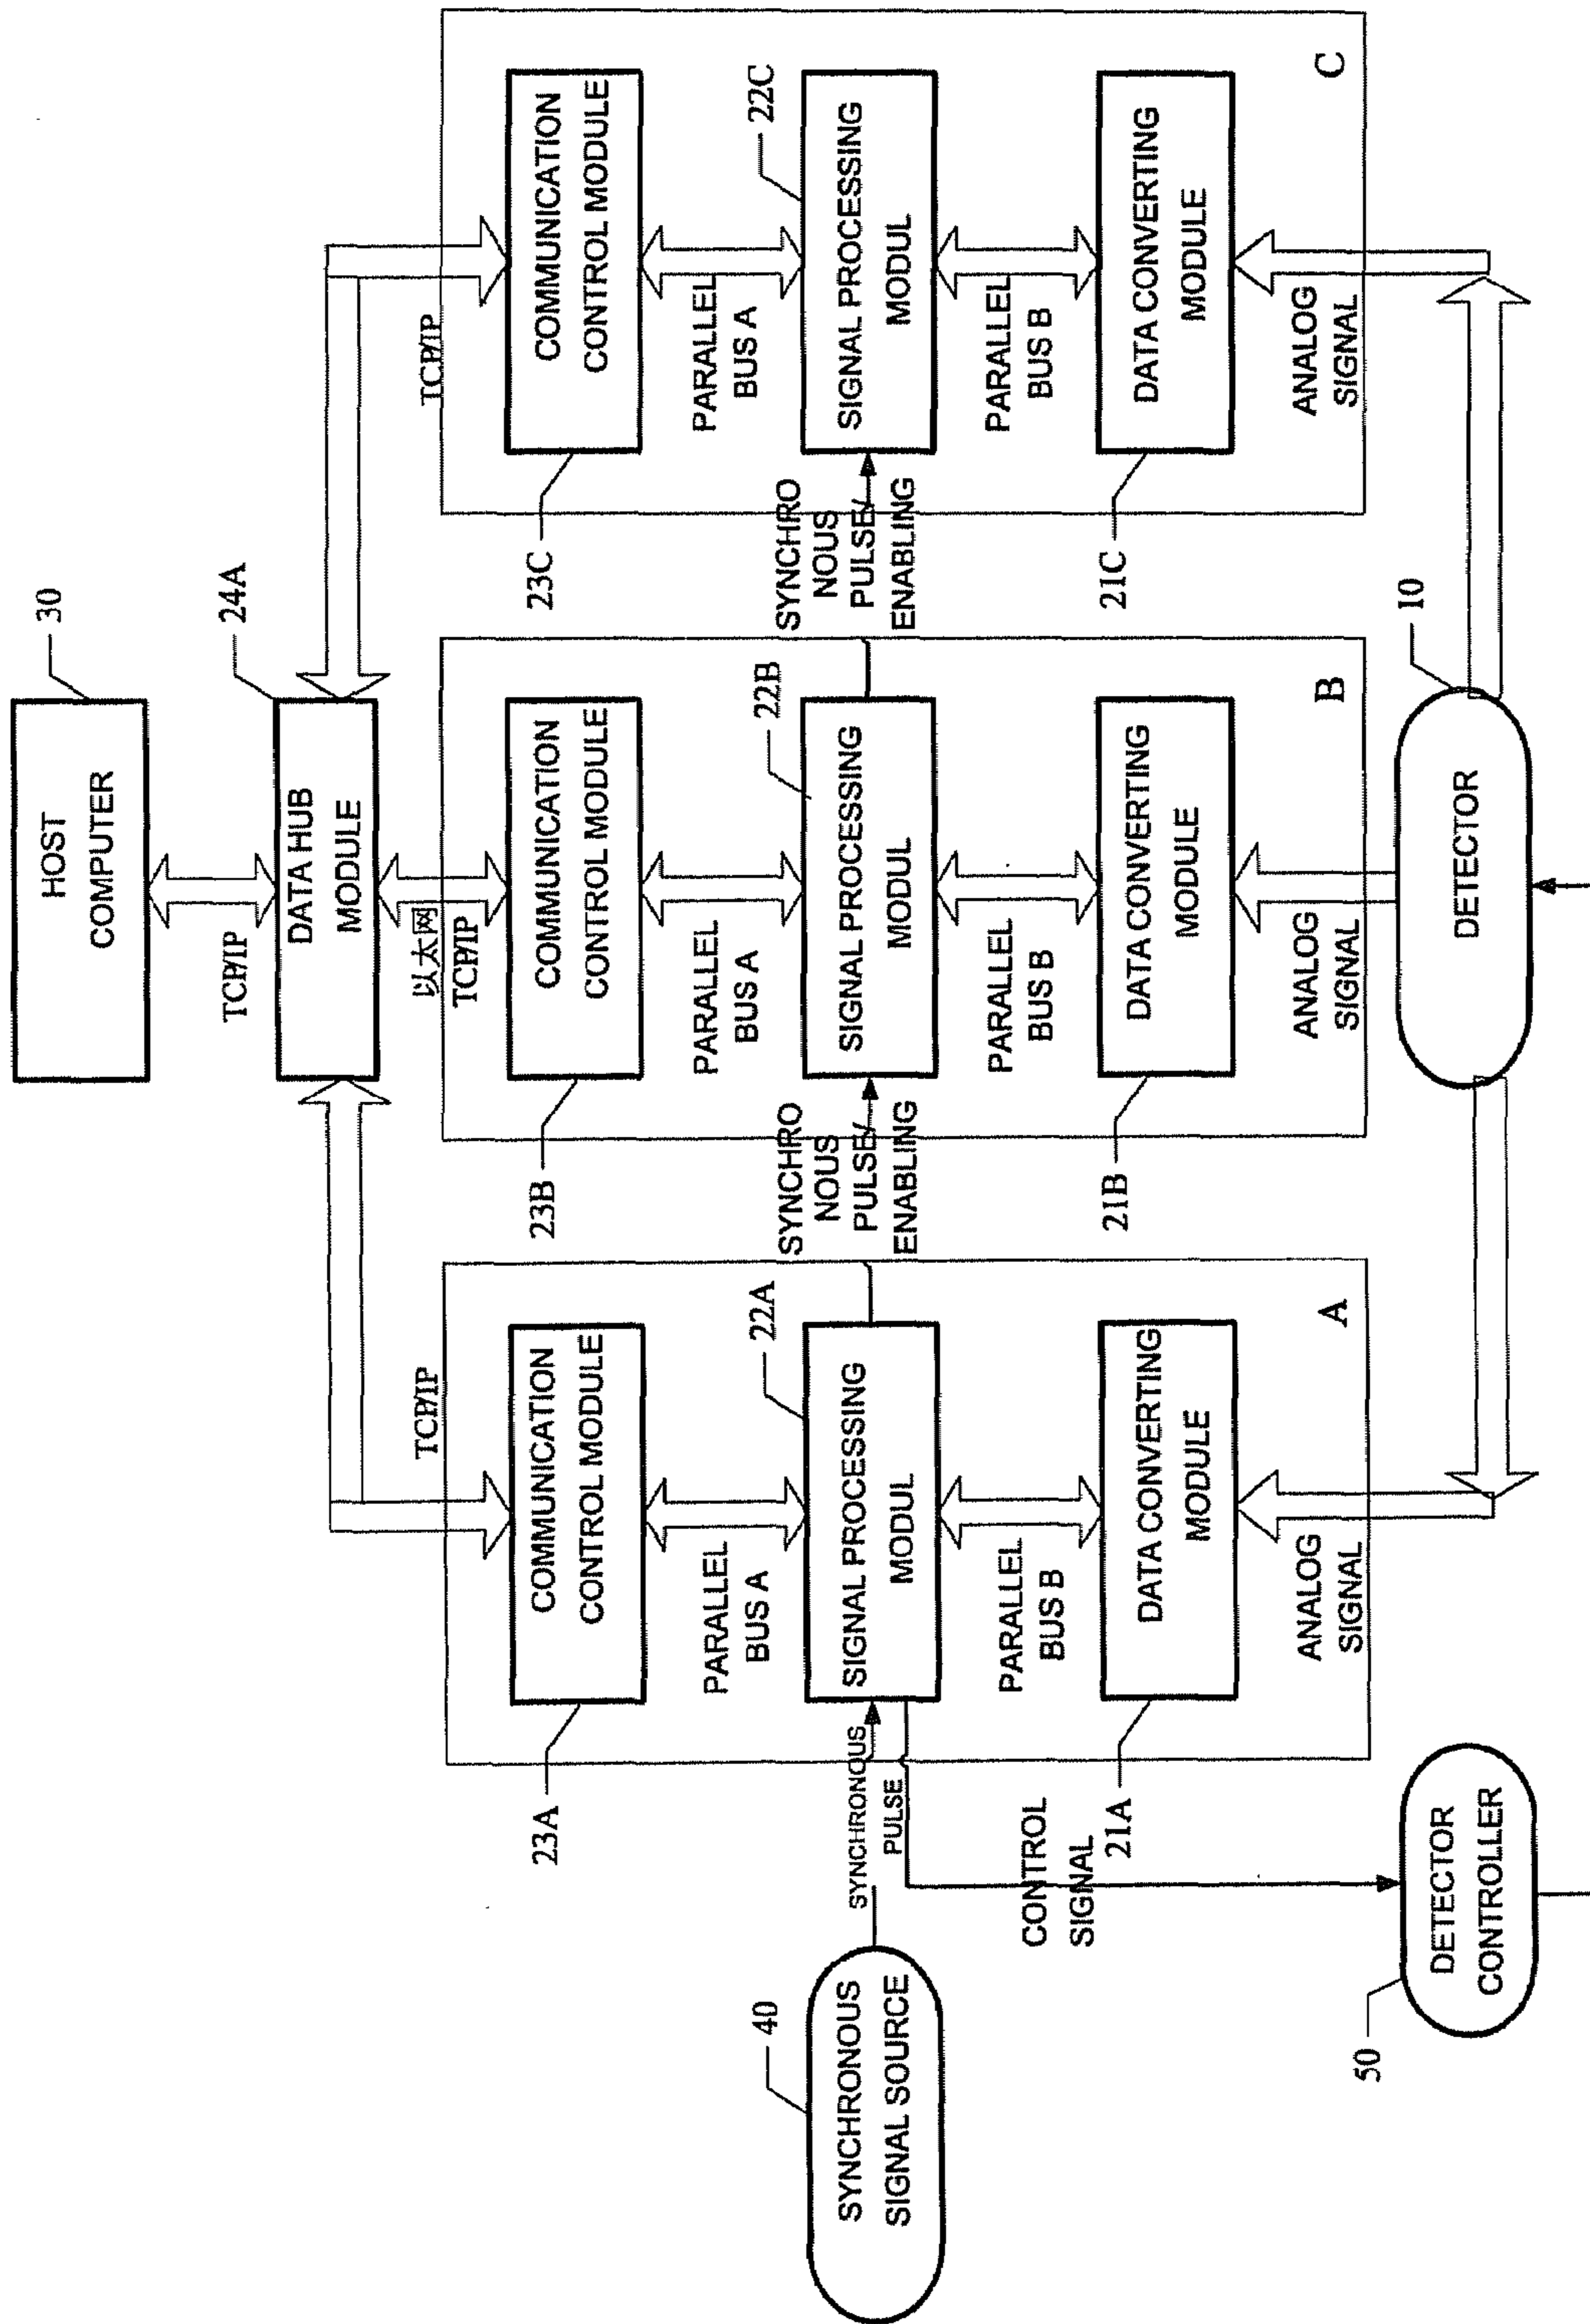 HOST
COMPUTER
30
TCP/IP
DATA HUB
MODULE
24A
TCP/IP
以太网
TCP/IP
TCP/IP
COMMUNICATION
CONTROL MODULE
23A
PARALLEL
BUS A
SIGNAL PROCESSING
MODUL
22A
PARALLEL
BUS B
DATA CONVERTING
MODULE
21A
ANALOG
SIGNAL
A
COMMUNICATION
CONTROL MODULE
23B
PARALLEL
BUS A
SYNCHRO
NOUS
PULSE/
ENABLING
SIGNAL PROCESSING
MODUL
22B
PARALLEL
BUS B
DATA CONVERTING
MODULE
21B
ANALOG
SIGNAL
B
COMMUNICATION
CONTROL MODULE
23C
PARALLEL
BUS A
SYNCHRO
NOUS
PULSE/
ENABLING
SIGNAL PROCESSING
MODUL
22C
PARALLEL
BUS B
DATA CONVERTING
MODULE
21C
ANALOG
SIGNAL
C
SYNCHRONOUS
SIGNAL SOURCE
40
SYNCHRONOUS
PULSE
CONTROL
SIGNAL
DETECTOR
CONTROLLER
50
DETECTOR
10